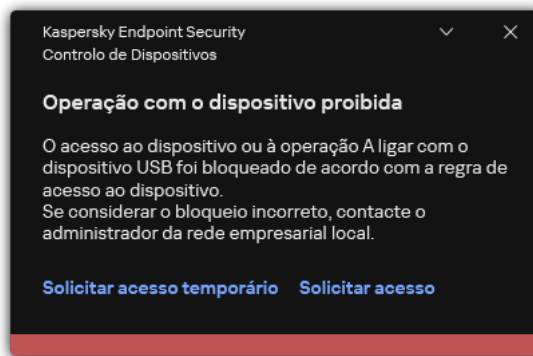 Kaspersky Endpoint Security
Controlo de Dispositivos
Operação com o dispositivo proibida
O acesso ao dispositivo ou à operação A ligar com o
dispositivo USB foi bloqueado de acordo com a regra de
acesso ao dispositivo.
Se considerar o bloqueio incorreto, contacte o
administrador da rede empresarial local.
Solicitar acesso temporário Solicitar acesso